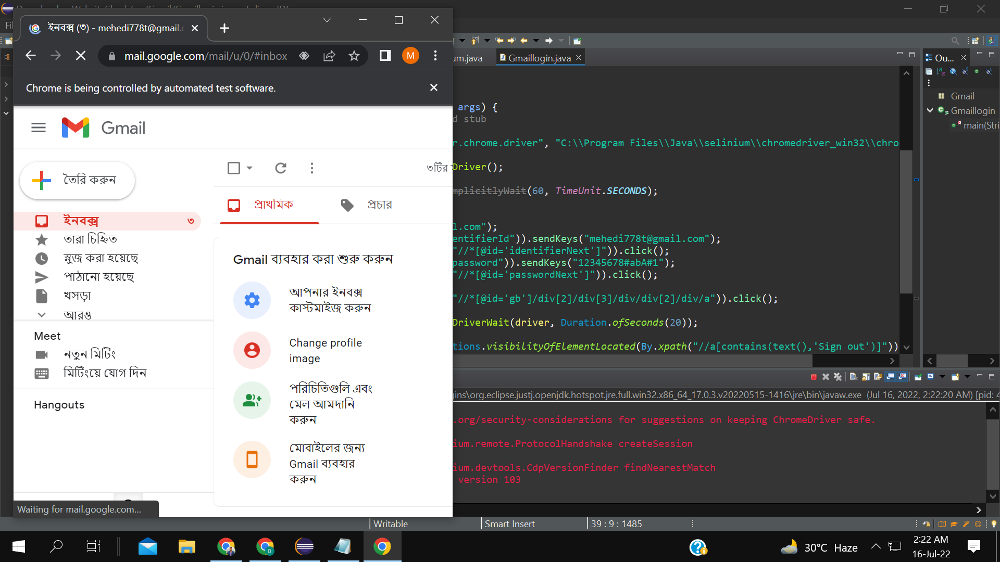 ইনবক্স (৩) - mehedi778t@gmail.c
mail.google.com/mail/u/0/#inbox
M
Chrome is being controlled by automated test software.
Gmail
তৈরি করুন
৩টির
প্রাথমিক
প্রচার
ইনবক্স ৩
তারা চিহ্নিত
স্নুজ করা হয়েছে
পাঠানো হয়েছে
খসড়া
আরও
Meet
নতুন মিটিং
মিটিংয়ে যোগ দিন
Hangouts
Gmail ব্যবহার করা শুরু করুন
আপনার ইনবক্স
কাস্টমাইজ করুন
Change profile
image
পরিচিতিগুলি এবং
মেল আমদানি
করুন
মোবাইলের জন্য
Gmail ব্যবহার
করুন
Waiting for mail.google.com...
um.java
Gmaillogin.java
args) {
d stub
r.chrome.driver", "C:\\Program Files\\Java\\selinium\\chromedriver_win32\\chro
Driver();
mplicitlyWait(60, TimeUnit.SECONDS);
l.com");
entifierId")).sendKeys("mehedi778t@gmail.com");
"//*[@id='identifierNext']")).click();
password")).sendKeys("12345678#abA#1");
"//*[@id='passwordNext']")).click();
"//*[@id='gb']/div[2]/div[3]/div/div[2]/div/a")).click();
DriverWait(driver, Duration.ofSeconds(20));
tions.visibilityOfElementLocated(By.xpath("//a[contains(text(),'Sign out')]"))
Ou...
Gmail
Gmaillogin
main(Stri
gins\org.eclipse.justj.openjdk.hotspot.jre.full.win32.x86_64_17.0.3.v20220515-1416\jre\bin\javaw.exe (Jul 16, 2022, 2:22:20 AM) [pid: 4
.org/security-considerations for suggestions on keeping ChromeDriver safe.
ium.remote.ProtocolHandshake createSession
ium.devtools.CdpVersionFinder findNearestMatch
version 103
Writable
Smart Insert
39 : 9 : 1485
30°C Haze
2:22 AM
16-Jul-22